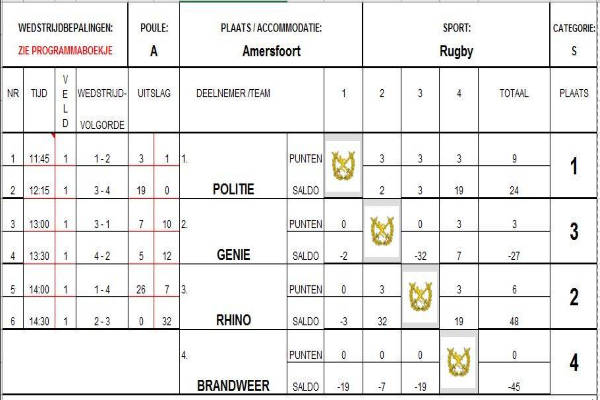 WEDSTRIJDBEPALINGEN: POULE: PLAATS / ACCOMMODATIE: SPORT: CATEGORIE:
ZIE PROGRAMMABOEKJE A Amersfoort Rugby S
NR TIJD VELD WEDSTRIJD-VOLGORDE UITSLAG DEELNEMER /TEAM 1 2 3 4 TOTAAL PLAATS
1 11:45 1 1 - 2 3 1 1. PUNTEN 3 3 3 9 1
2 12:15 1 3 - 4 19 0 POLITIE SALDO 2 3 19 24
3 13:00 1 3 - 1 7 10 2. PUNTEN 0 0 3 3 3
4 13:30 1 4 - 2 5 12 GENIE SALDO -2 -32 7 -27
5 14:00 1 1 - 4 26 7 3. PUNTEN 0 3 3 6 2
6 14:30 1 2 - 3 0 32 RHINO SALDO -3 32 19 48
4. PUNTEN 0 0 0 0 4
BRANDWEER SALDO -19 -7 -19 -45